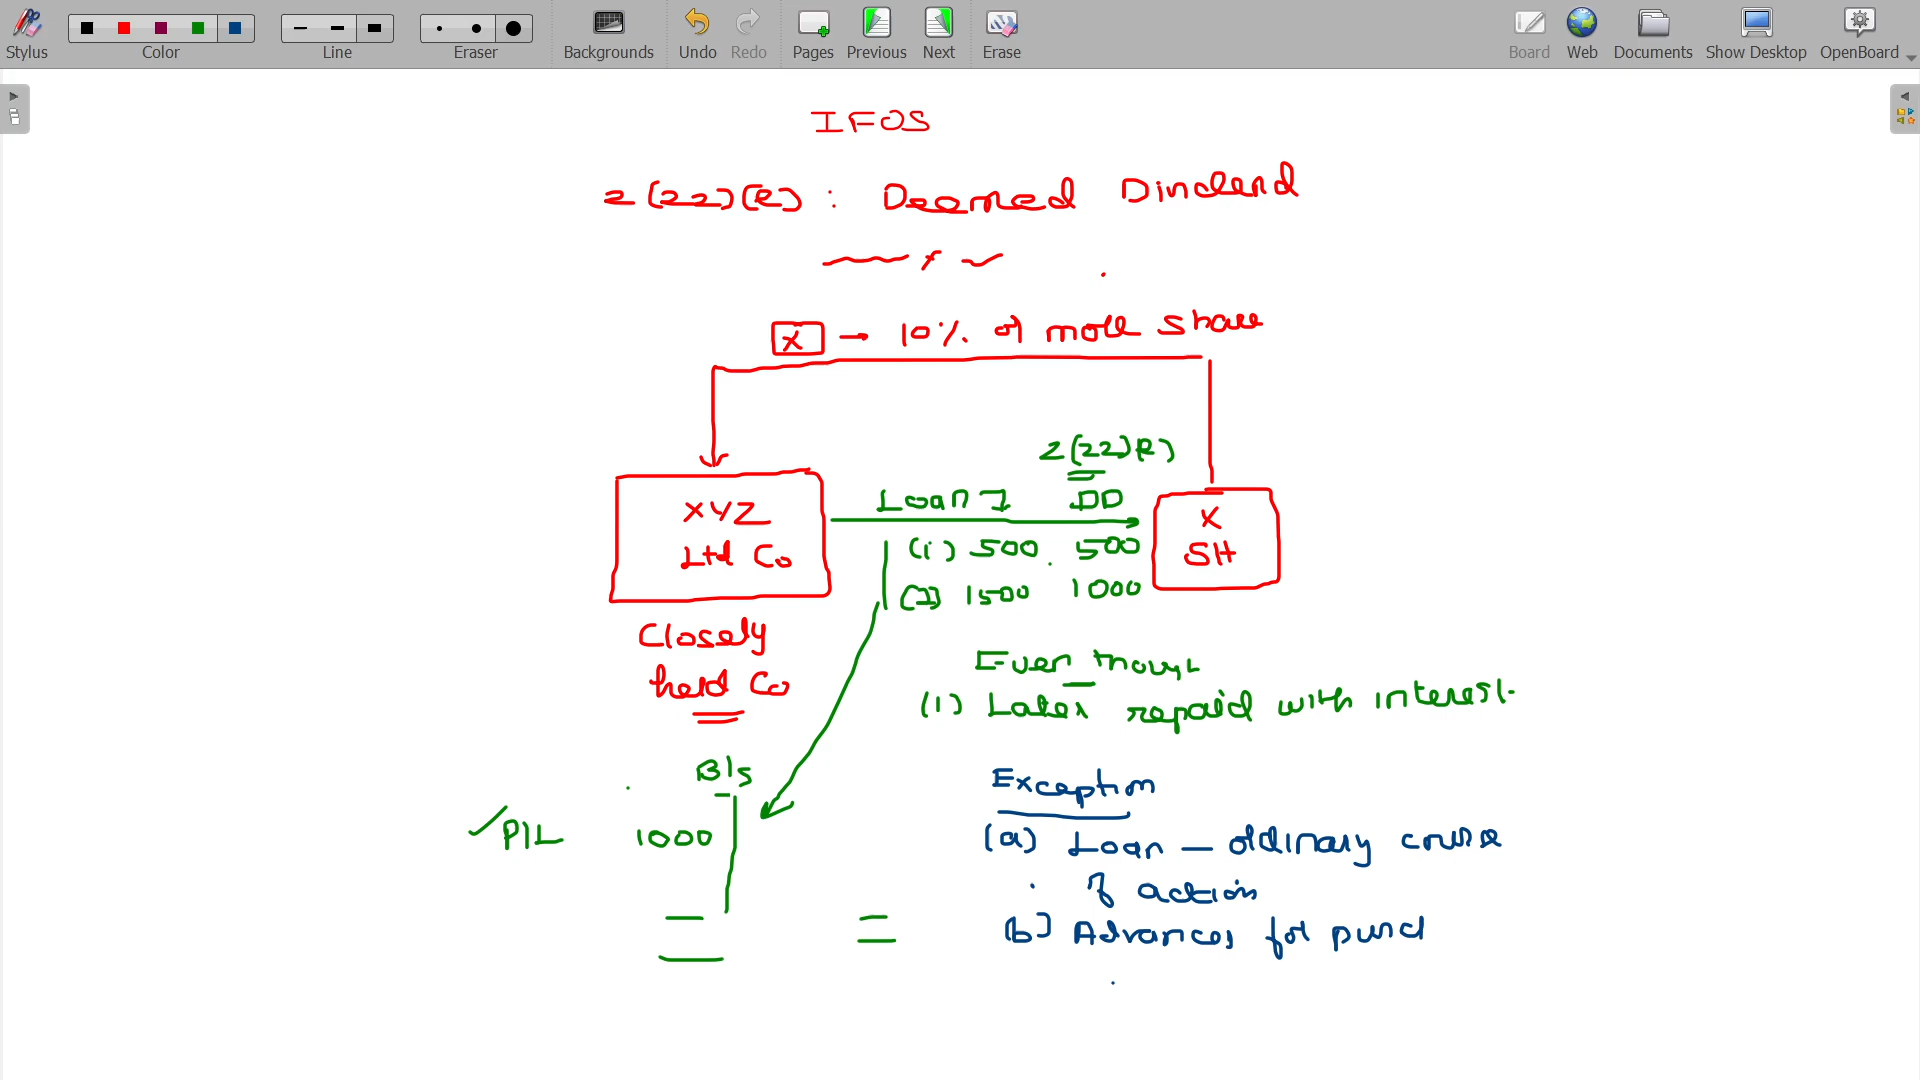 Stylus
Color
Line
Eraser
Backgrounds
Undo
Redo
Pages
Previous
Next
Erase
Board
Web
Documents
Show Desktop
OpenBoard
IFOS
2(22)(e) : Deemed Dividend
X → 10% or more share
2(22)(e)
Loan I DD
XYZ
Ltd Co
X
SH
(i) 500 500
(2) 1500 1000
Closely
held Co
Even though
(1) Later repaid with interest
B/s
P/L 1000
Exception
(a) Loan - ordinary course
of action
(b) Advances for purc